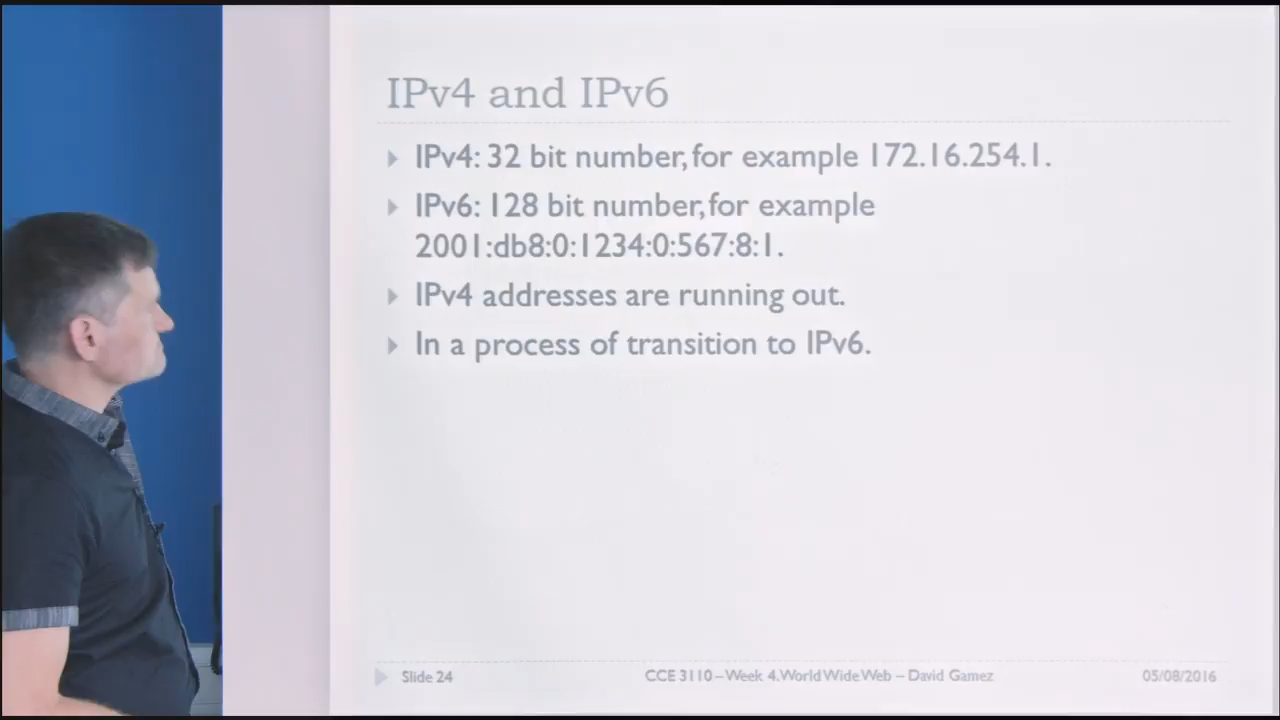 IPv4 and IPv6
IPv4: 32 bit number, for example 172.16.254.1.
IPv6: 128 bit number, for example
2001:db8:0:1234:0:567:8:1.
IPv4 addresses are running out.
In a process of transition to IPv6.
Slide 24
CCE 3110 – Week 4. World Wide Web – David Gamez
05/08/2016